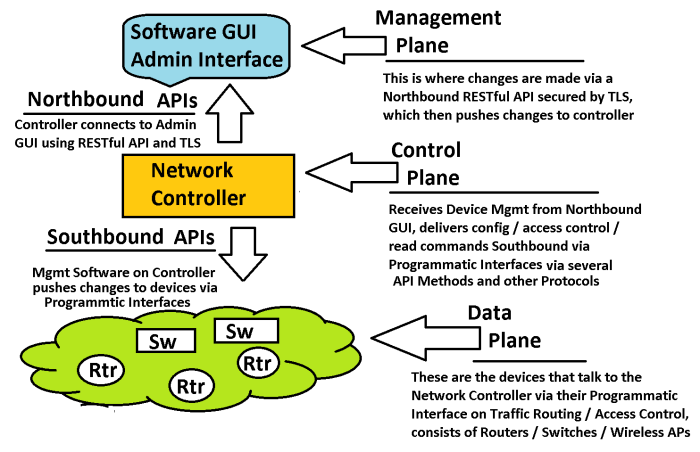 Software GUI
Admin Interface
Management
Plane
This is where changes are made via a
Northbound RESTful API secured by TLS,
which then pushes changes to controller
Northbound APIs
Controller connects to Admin
GUI using RESTful API and TLS
Network
Controller
Control
Plane
Receives Device Mgmt from Northbound
GUI, delivers config / access control /
read commands Southbound via
Programmatic Interfaces via several
API Methods and other Protocols
Southbound APIs
Mgmt Software on Controller
pushes changes to devices via
Programmtic Interfaces
Sw
Sw
Rtr
Rtr
Rtr
Data
Plane
These are the devices that talk to the
Network Controller via their Programmatic
Interface on Traffic Routing / Access Control,
consists of Routers / Switches / Wireless APs